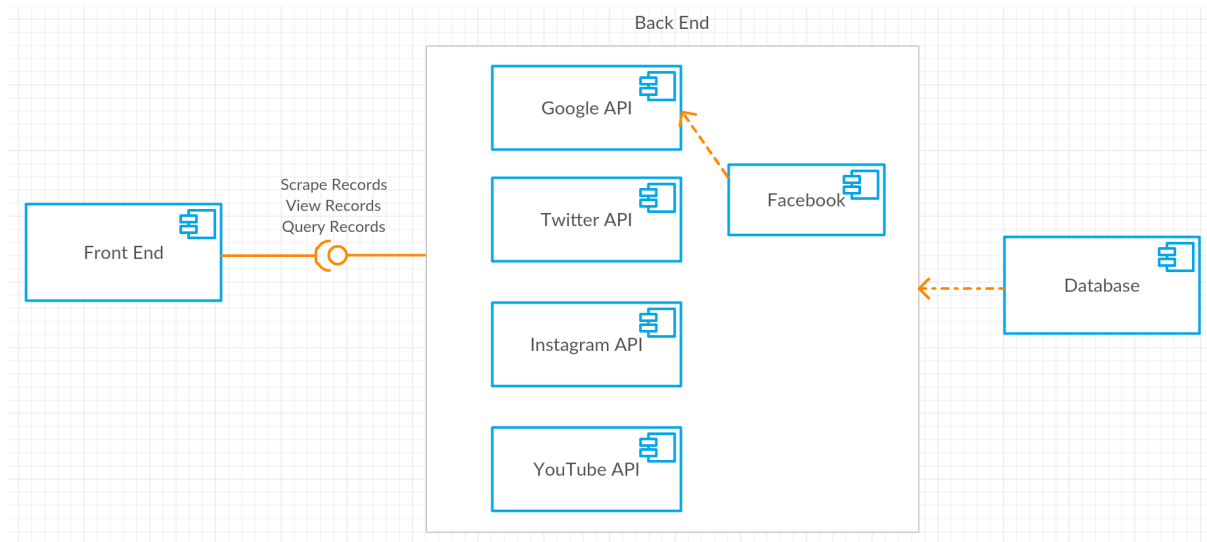 Back End
Google API
Scrape Records
View Records
Query Records
Facebook
Twitter API
Front End
Database
Instagram API
YouTube API